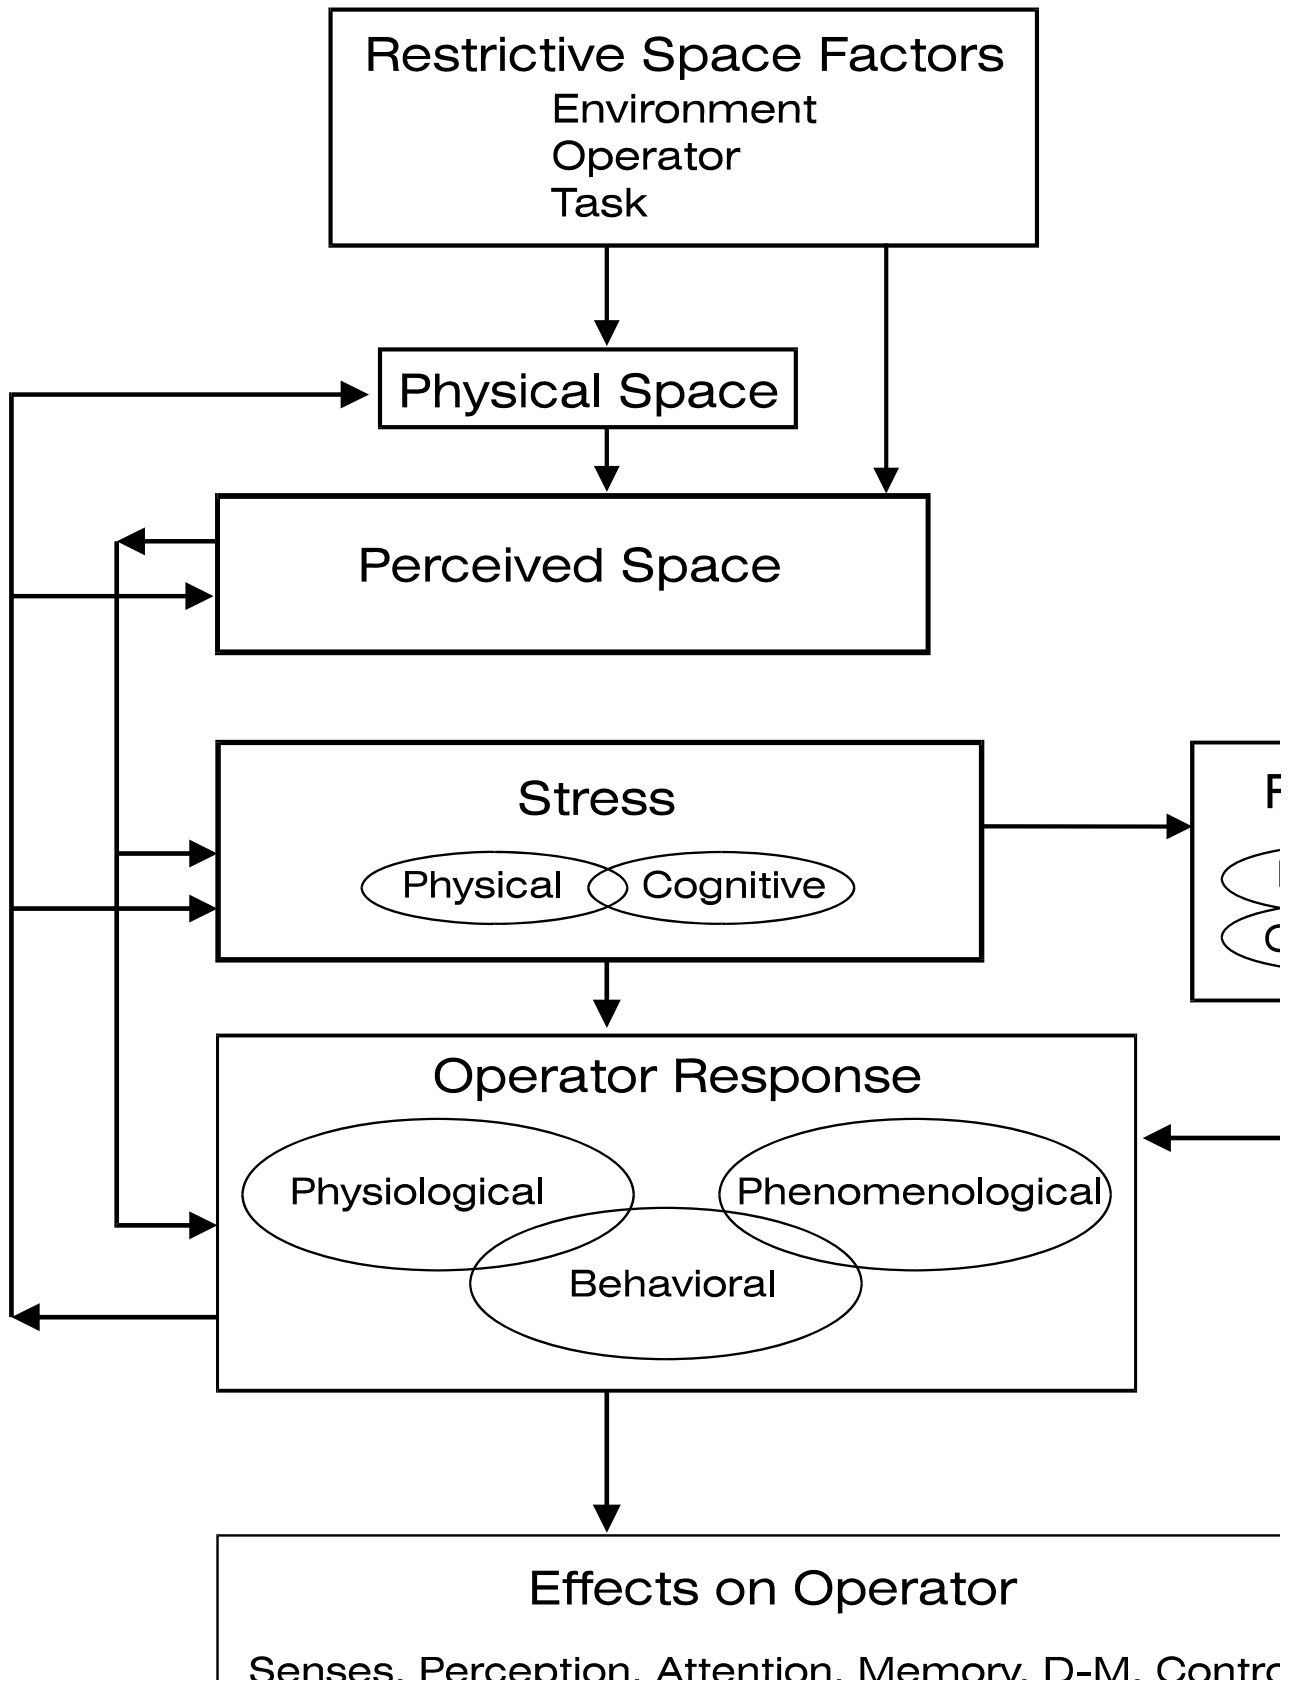 Restrictive Space Factors
Environment
Operator
Task
Physical Space
Perceived Space
Stress
Physical
Cognitive
Operator Response
Physiological
Phenomenological
Behavioral
Effects on Operator
Senses, Perception, Attention, Memory, D-M,